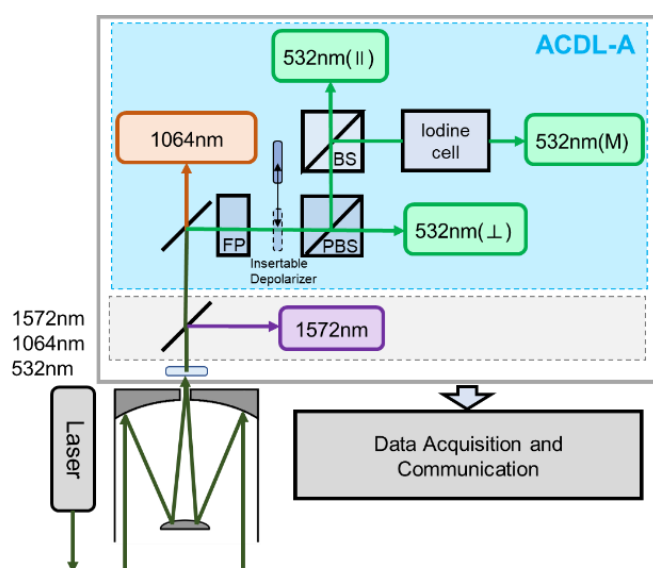 ACDL-A
532nm(॥)
1064nm
BS
Iodine
cell
532nm(M)
FP
PBS
532nm(⊥)
Insertable
Depolarizer
1572nm
1572nm
1064nm
532nm
Laser
Data Acquisition and
Communication